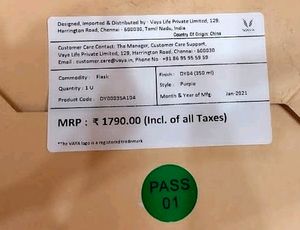 Designed, Imported & Distributed by - Vaya Life Private Limited, 129,
Harrington Road, Chennai - 600030, Tamil Nadu, India
Country Of Origin: China
VAYA
Customer Care Contact: The Manager, Customer Care Support,
Vaya Life Private Limited, 129, Harrington Road, Chennai - 600030
Email : customer.care@vaya.in, Phone No :+91 86 95 95 59 59
Commodity : Flask
Finish : DY04 (350 ml)
Quantity : 1 U
Style : Purple
Product : DY00035A104
Month & Year of Mfg. Jan-2021
MRP : ₹ 1790.00 (Incl. of all Taxes)
(The VAYA logo is a registered trademark
PASS
01